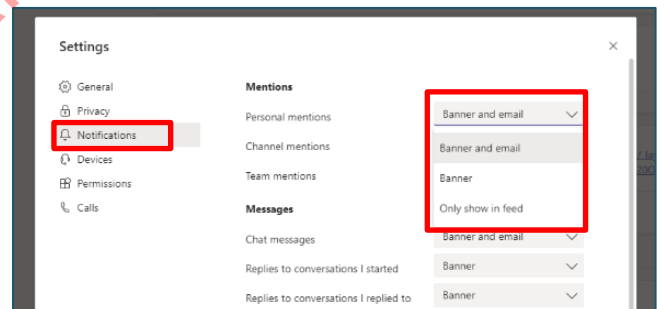 Settings
General
Privacy
Notifications
Devices
Permissions
Calls
Mentions
Personal mentions Banner and email
Channel mentions Banner and email
Team mentions Banner
Only show in feed
Messages
Chat messages Banner and email
Replies to conversations I started Banner
Replies to conversations I replied to Banner